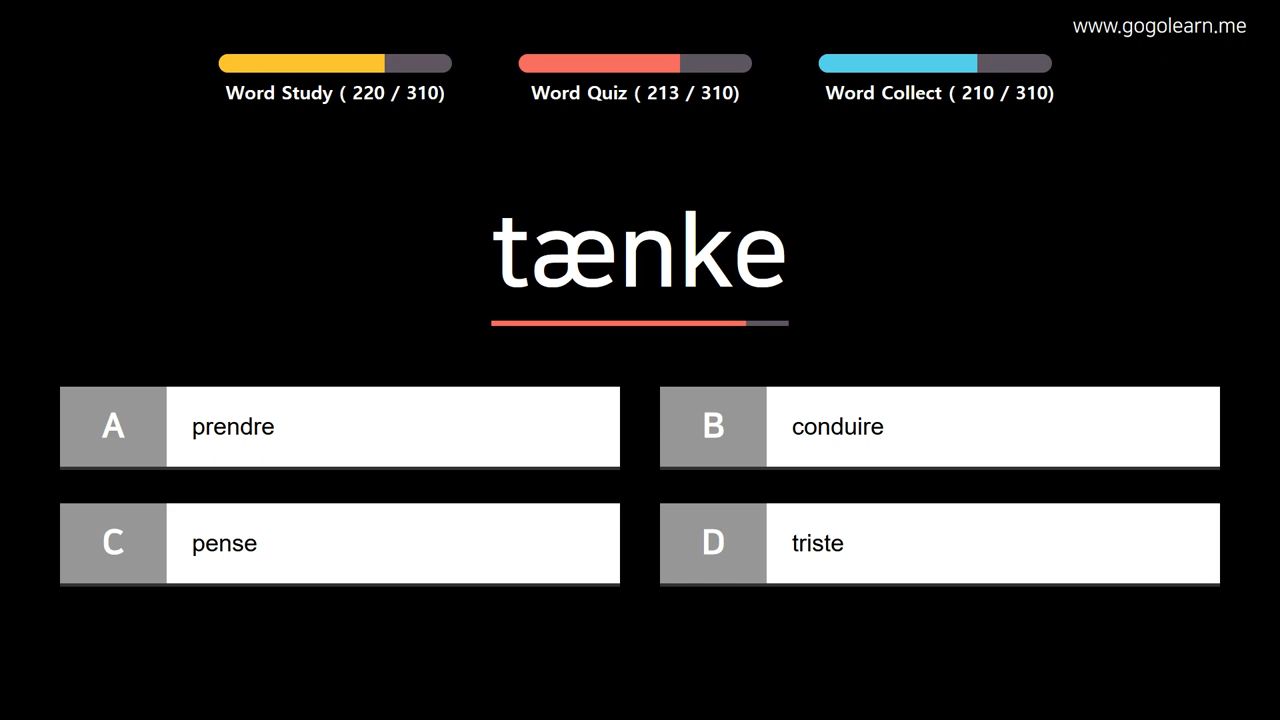 www.gogolearn.me
Word Study ( 220 / 310)
Word Quiz ( 213 / 310)
Word Collect ( 210 / 310)
tænke
A
prendre
B
conduire
C
pense
D
triste